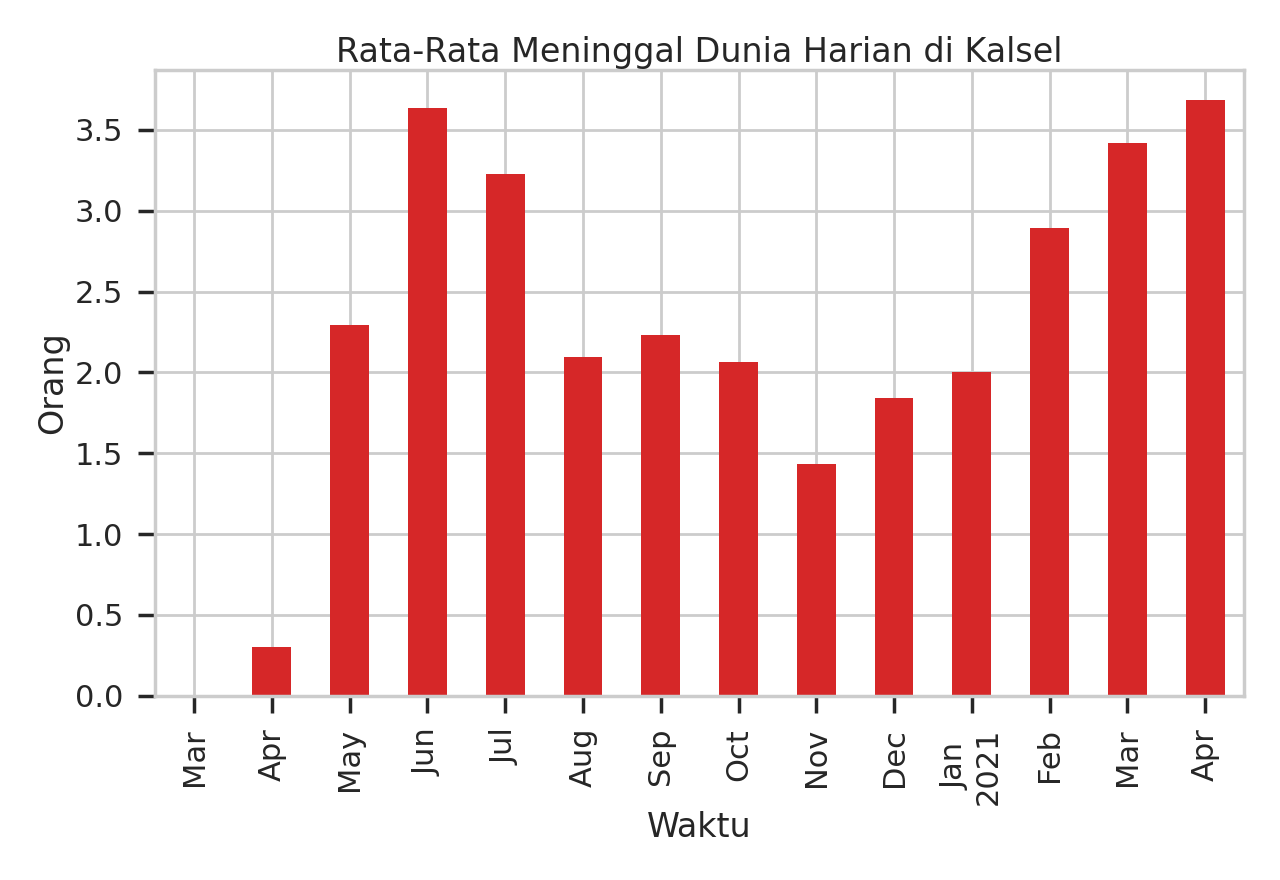 Rata-Rata Meninggal Dunia Harian di Kalsel
3.5
3.0
2.5
2.0
1.5
1.0
0.5
0.0
Orang
Mar
Apr
May
Jun
Jul
Aug
Sep
Oct
Nov
Dec
Jan
2021
Feb
Mar
Apr
Waktu